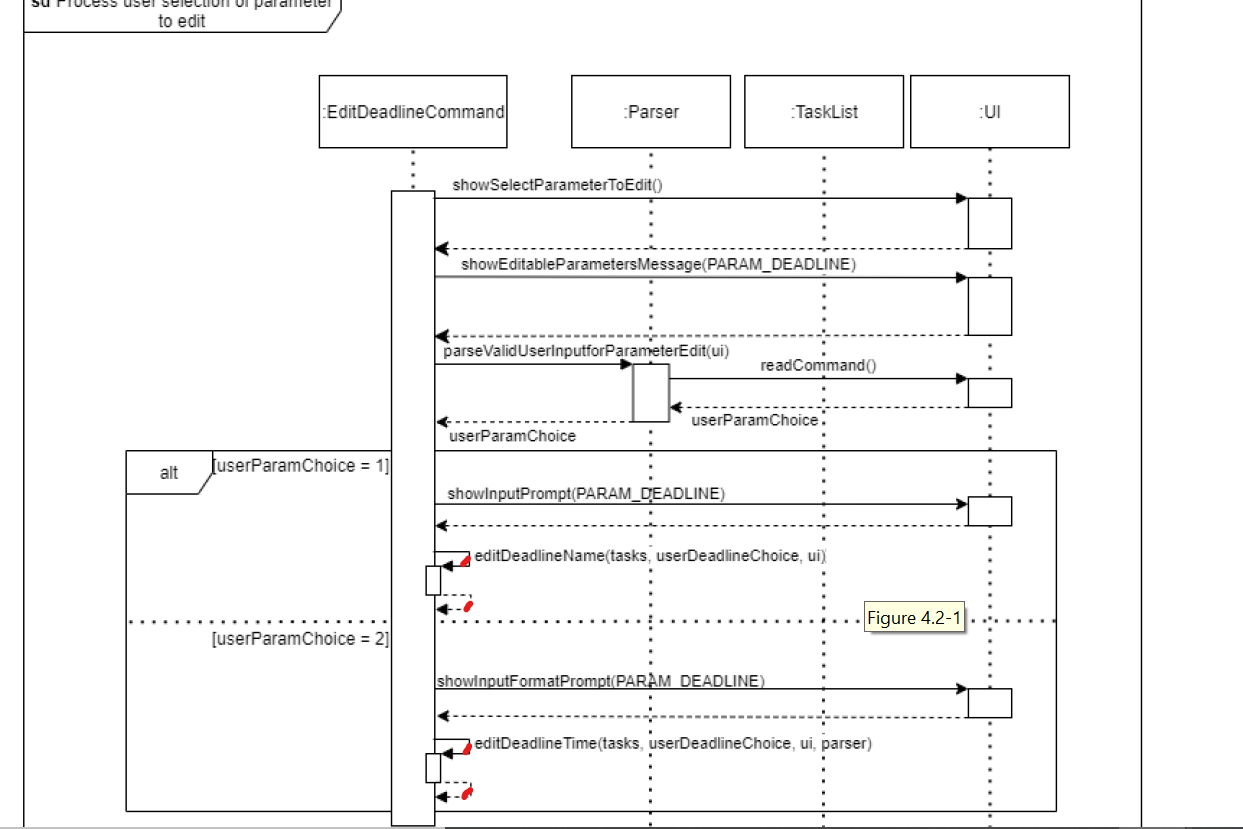 sd Process user selection of parameter
to edit
:EditDeadlineCommand
:Parser
:TaskList
:UI
showSelectParameterToEdit()
showEditableParametersMessage(PARAM_DEADLINE)
parseValidUserInputforParameterEdit(ui)
readCommand()
userParamChoice
userParamChoice
alt
[userParamChoice = 1]
showInputPrompt(PARAM_DEADLINE)
editDeadlineName(tasks, userDeadlineChoice, ui)
Figure 4.2-1
[userParamChoice = 2]
showInputFormatPrompt(PARAM_DEADLINE)
editDeadlineTime(tasks, userDeadlineChoice, ui, parser)